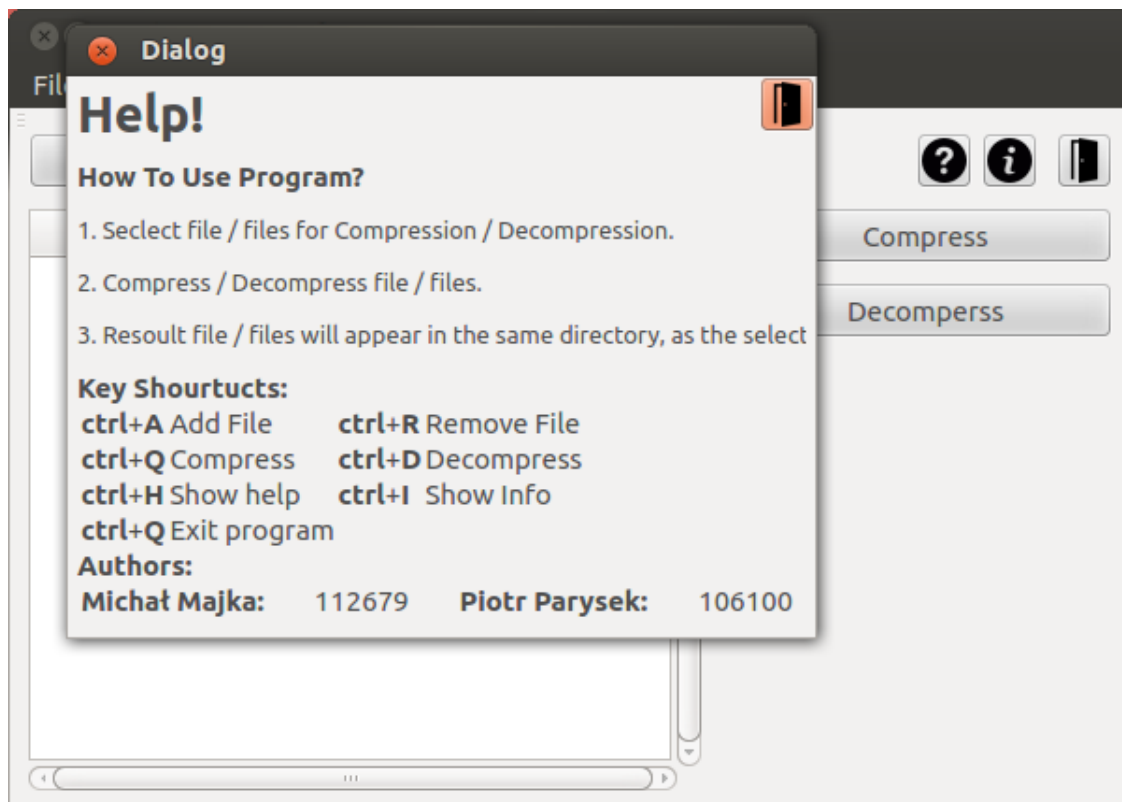 Dialog
Fil
Help!
How To Use Program?
1. Seclect file / files for Compression / Decompression.
2. Compress / Decompress file / files.
3. Resoult file / files will appear in the same directory, as the select
Key Shourtucts:
ctrl+A Add File ctrl+R Remove File
ctrl+Q Compress ctrl+D Decompress
ctrl+H Show help ctrl+I Show Info
ctrl+Q Exit program
Authors:
Michał Majka: 112679 Piotr Parysek: 106100
Compress
Decomperss